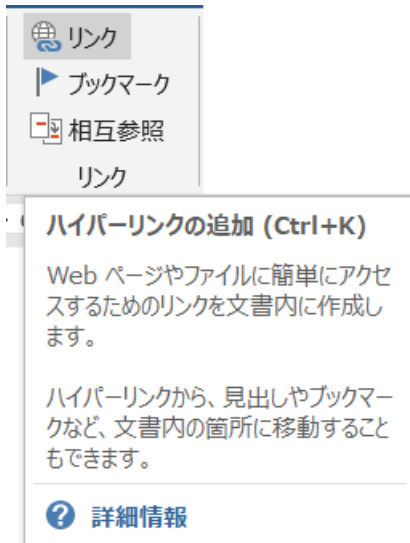 リンク
ブックマーク
相互参照
リンク
ハイパーリンクの追加 (Ctrl+K)
Web ページやファイルに簡単にアクセ
スするためのリンクを文書内に作成し
ます。
ハイパーリンクから、見出しやブックマー
クなど、文書内の箇所に移動すること
もできます。
詳細情報